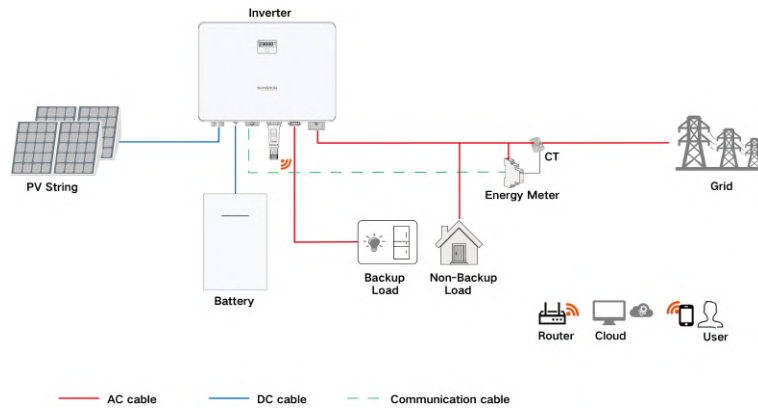 Inverter
SUNGROW
PV String
CT
Energy Meter
Grid
Backup
Load
Non-Backup
Load
Battery
Router
Cloud
User
AC cable
DC cable
Communication cable